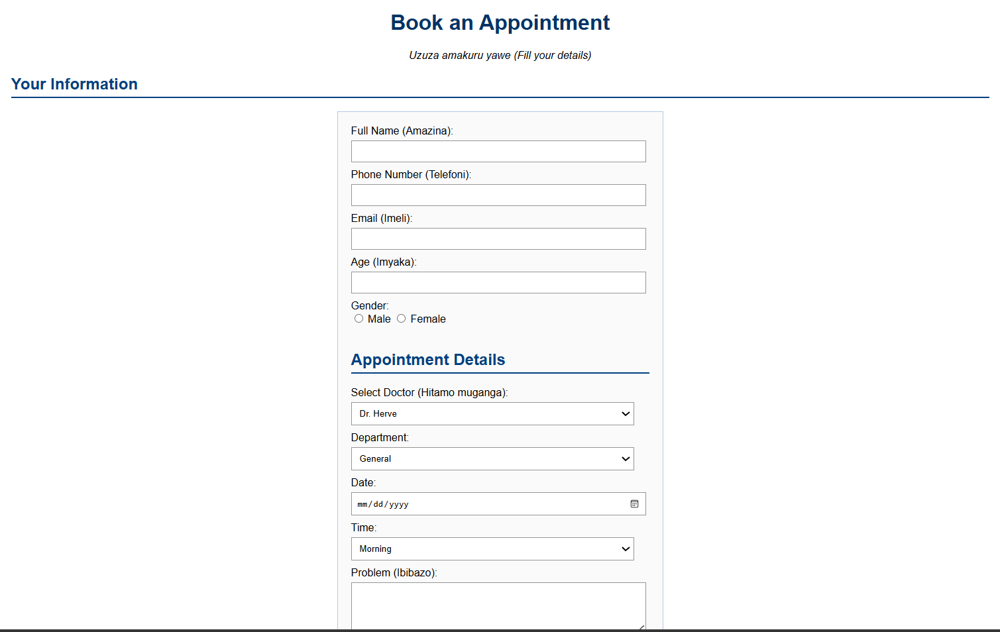 Book an Appointment
Uzuza amakuru yawe (Fill your details)
Your Information
Full Name (Amazina):
Phone Number (Telefoni):
Email (Imeli):
Age (Imyaka):
Gender:
Male Female
Appointment Details
Select Doctor (Hitamo muganga):
Dr. Herve
Department:
General
Date:
mm/dd/yyyy
Time:
Morning
Problem (Ibibazo):